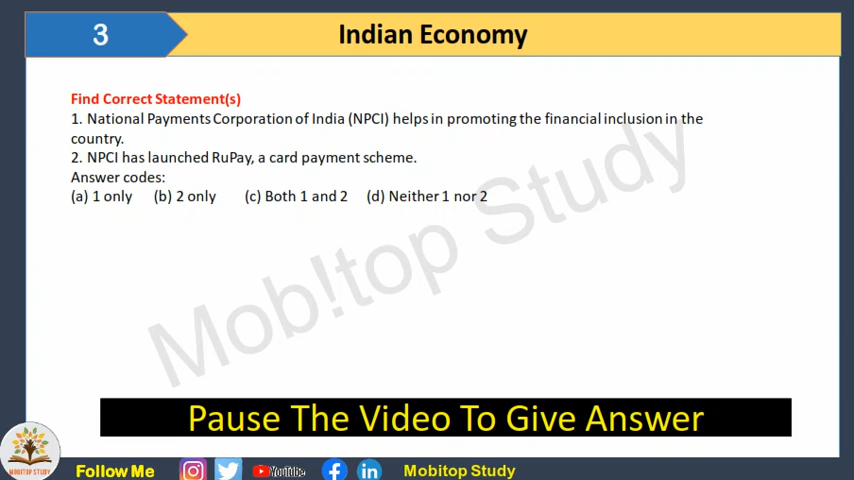 3
Indian Economy
Find Correct Statement(s)
1. National Payments Corporation of India (NPCI) helps in promoting the financial inclusion in the
country.
2. NPCI has launched RuPay, a card payment scheme.
Answer codes:
(a) 1 only (b) 2 only (c) Both 1 and 2 (d) Neither 1 nor 2
Mob!top Study
Pause The Video To Give Answer
MOBITOP STUDY
Follow Me YouTube Mobitop Study